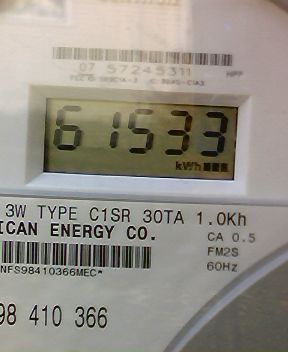 07 57245311 HPP
61533
kWh
3W TYPE C1SR 30TA 1.0Kh
ICAN ENERGY CO.
CA 0.5
FM2S
NFS98410366MEC*
60Hz
98 410 366